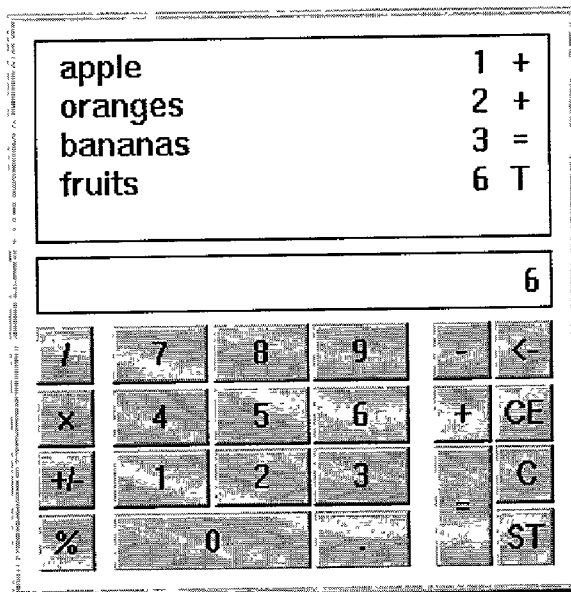 apple 1 +
oranges 2 +
bananas 3 =
fruits 6 T
6
/ 7 8 9 - <-
x 4 5 6 + CE
+/- 1 2 3 = C
% 0 . ST